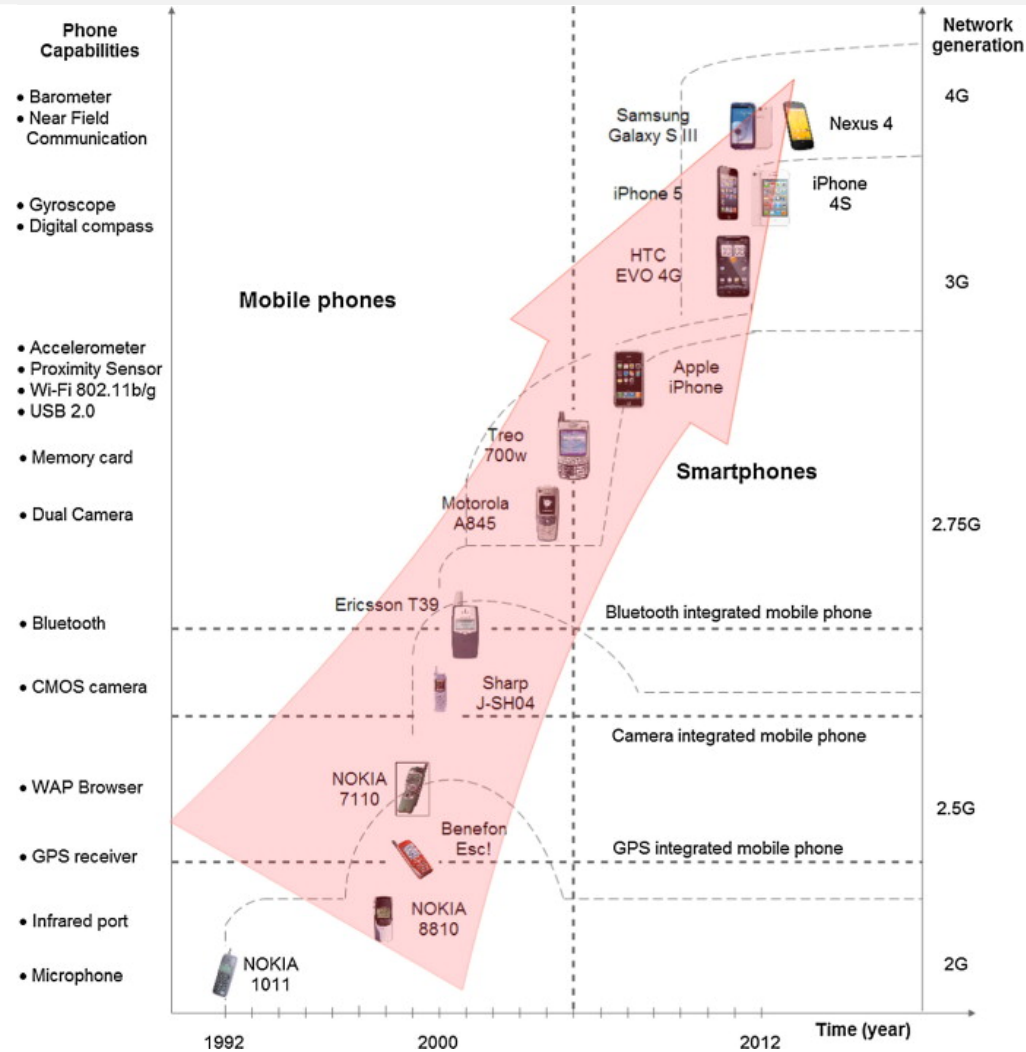 Phone
Capabilities
Network
generation
• Barometer
• Near Field
Communication
4G
Samsung
Galaxy S III
Nexus 4
iPhone 5
iPhone
4S
• Gyroscope
• Digital compass
HTC
EVO 4G
3G
Mobile phones
• Accelerometer
• Proximity Sensor
• Wi-Fi 802.11b/g
• USB 2.0
Apple
iPhone
Treo
700w
• Memory card
Smartphones
Motorola
A845
• Dual Camera
2.75G
Ericsson T39
Bluetooth integrated mobile phone
• Bluetooth
• CMOS camera
Sharp
J-SH04
Camera integrated mobile phone
NOKIA
7110
• WAP Browser
2.5G
Benefon
Esc!
GPS integrated mobile phone
• GPS receiver
• Infrared port
NOKIA
8810
• Microphone
NOKIA
1011
2G
Time (year)
1992
2000
2012